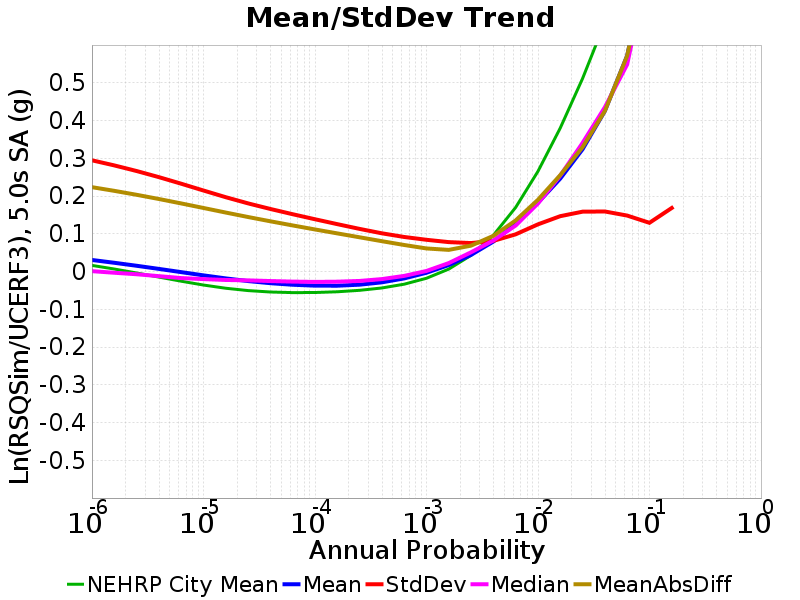 Mean/StdDev Trend
Ln(RSQSim/UCERF3), 5.0s SA (g)
0.5
0.4
0.3
0.2
0.1
0
-0.1
-0.2
-0.3
-0.4
-0.5
10^-6 10^-5 10^-4 10^-3 10^-2 10^-1 10^0
Annual Probability
NEHRP City Mean Mean StdDev Median MeanAbsDiff